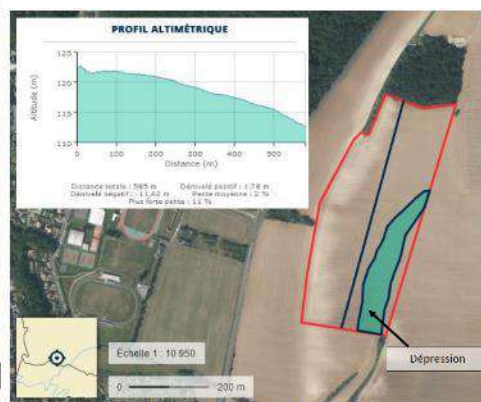 PROFIL ALTIMÉTRIQUE
Altitude (m)
125
120
115
110
0 100 200 300 400 500
Distance (m)
Distance totale : 585 m Dénivelé positif : 1,78 m
Dénivelé négatif : -11,62 m Pente moyenne : 2 %
Plus forte pente : 11 %
Échelle 1 : 10 950
0 200 m
Dépression